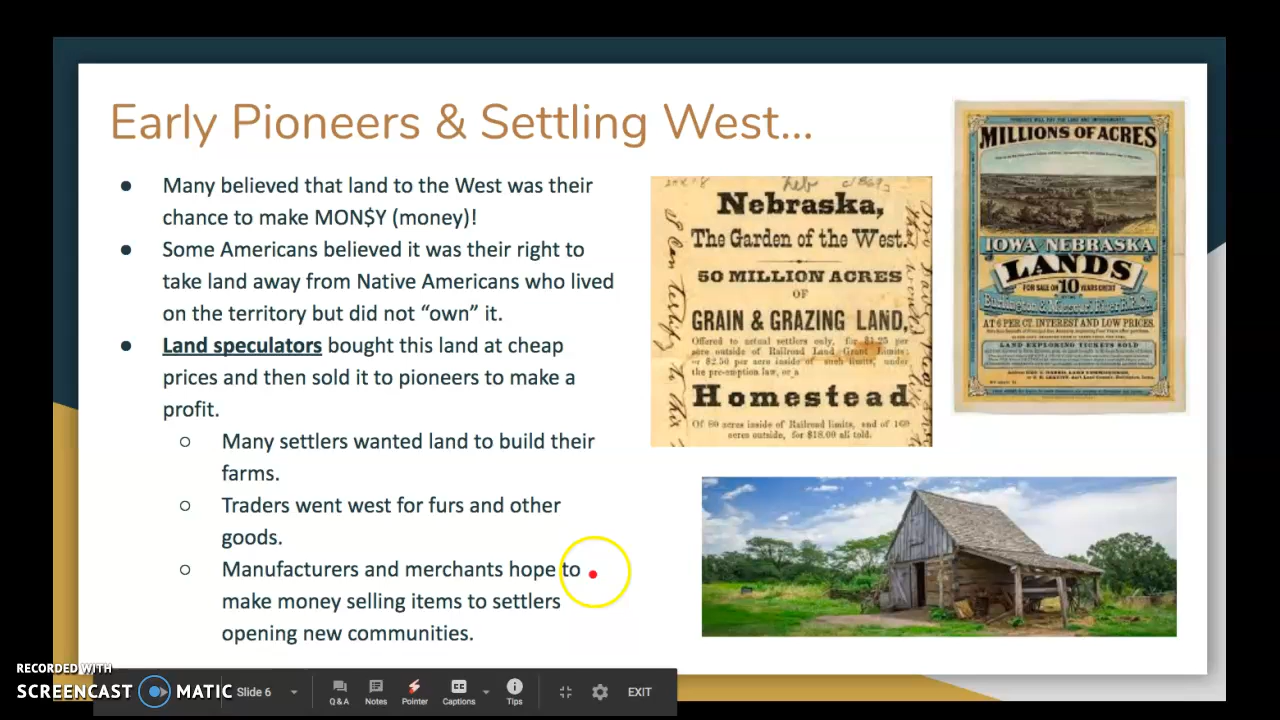 Early Pioneers & Settling West...
Many believed that land to the West was their
chance to make MON$Y (money)!
Some Americans believed it was their right to
take land away from Native Americans who lived
on the territory but did not “own” it.
Land speculators bought this land at cheap
prices and then sold it to pioneers to make a
profit.
Many settlers wanted land to build their
farms.
Traders went west for furs and other
goods.
Manufacturers and merchants hope to
make money selling items to settlers
opening new communities.
Nebraska,
The Garden of the West.
50 MILLION ACRES
OF
GRAIN & GRAZING LAND,
Offered to actual settlers only, for $1.25 per
acre outside of Railroad Land Grant limits;
or $2.50 per acre inside of such limits, under
the pre-emption law, or a
Homestead
Of 80 acres inside of Railroad limits, and of 160
acres outside, for $18.00 all told.
MILLIONS OF ACRES
IOWA NEBRASKA
LANDS
FOR SALE ON 10 YEARS CREDIT
Burlington & Missouri River R.R. Co.
AT 6 PER CT. INTEREST AND LOW PRICES.
LAND EXPLORING TICKETS SOLD
RECORDED WITH
SCREENCAST MATIC
Slide 6
Q&A
Notes
Pointer
CC
Captions
Tips
EXIT